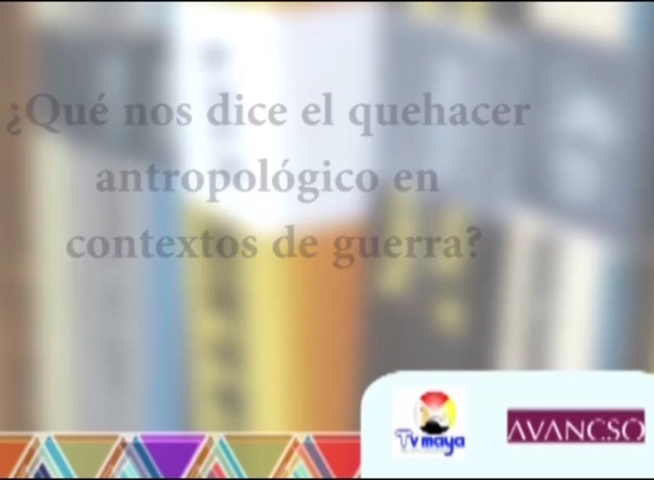 ¿Qué nos dice el quehacer
antropológico en
contextos de guerra?
Tv maya
AVANCSO